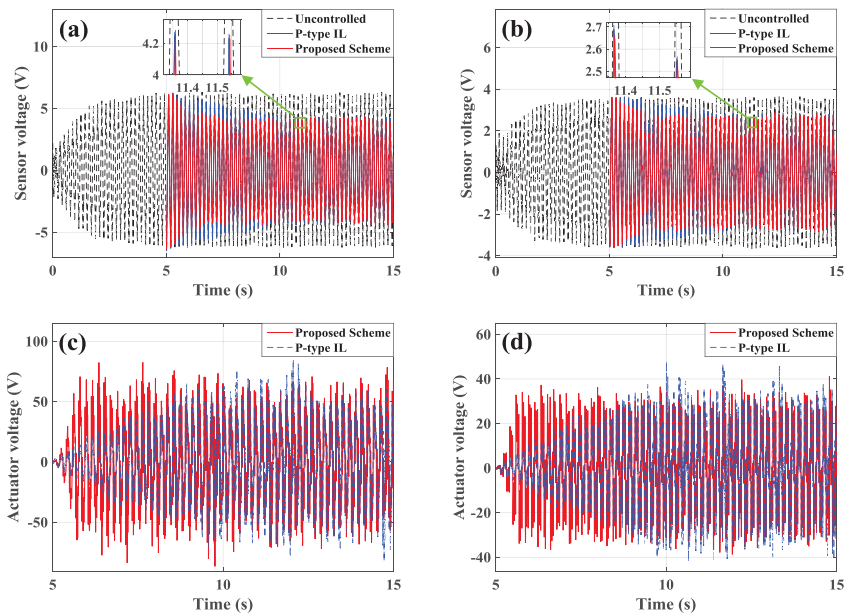 (a)
Uncontrolled
P-type IL
Proposed Scheme
4.2
4
11.4 11.5
10
5
0
-5
Sensor voltage (V)
0 5 10 15
Time (s)
(b)
Uncontrolled
P-type IL
Proposed Scheme
2.7
2.6
2.5
11.4 11.5
6
4
2
0
-2
-4
Sensor voltage (V)
0 5 10 15
Time (s)
(c)
Proposed Scheme
P-type IL
100
50
0
-50
Actuator voltage (V)
5 10 15
Time (s)
(d)
Proposed Scheme
P-type IL
60
40
20
0
-20
-40
Actuator voltage (V)
5 10 15
Time (s)